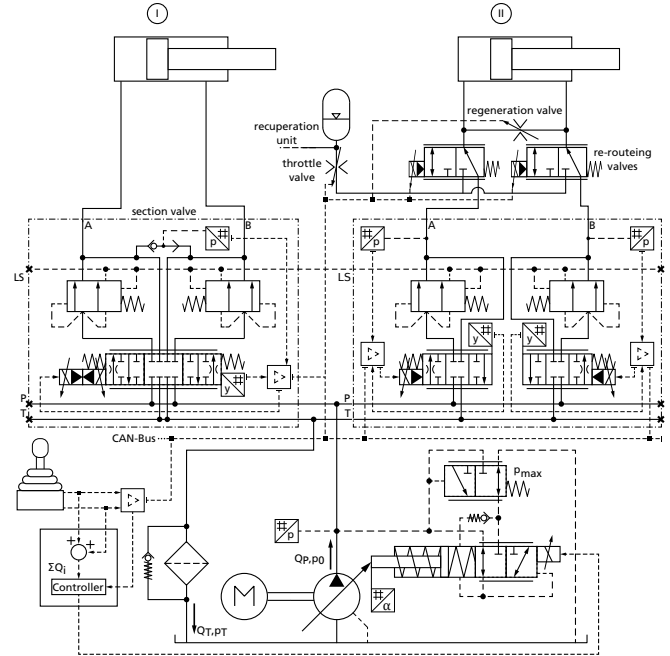 I
II
regeneration valve
recuperation
unit
throttle
valve
re-routeing
valves
section valve
A
B
A
B
p
p
p
LS
LS
y
y
y
P
P
T
T
CAN-Bus
pmax
p
QP,p0
+
+
ΣQi
Controller
M
α
QT,pT